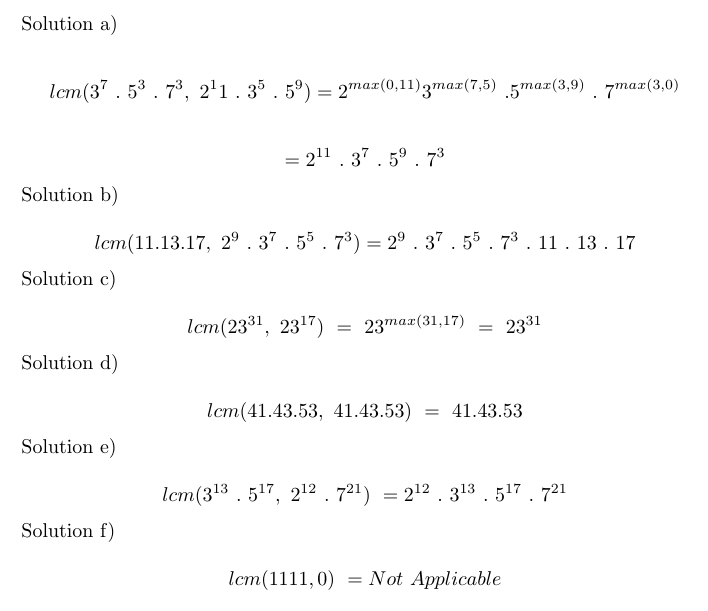 Solution a)
lcm(3^7 . 5^3 . 7^3, 2^11 . 3^5 . 5^9) = 2^{max(0,11)}3^{max(7,5)} .5^{max(3,9)} . 7^{max(3,0)}
= 2^{11} . 3^7 . 5^9 . 7^3
Solution b)
lcm(11.13.17, 2^9 . 3^7 . 5^5 . 7^3) = 2^9 . 3^7 . 5^5 . 7^3 . 11 . 13 . 17
Solution c)
lcm(23^{31}, 23^{17}) = 23^{max(31,17)} = 23^{31}
Solution d)
lcm(41.43.53, 41.43.53) = 41.43.53
Solution e)
lcm(3^{13} . 5^{17}, 2^{12} . 7^{21}) = 2^{12} . 3^{13} . 5^{17} . 7^{21}
Solution f)
lcm(1111, 0) = Not Applicable